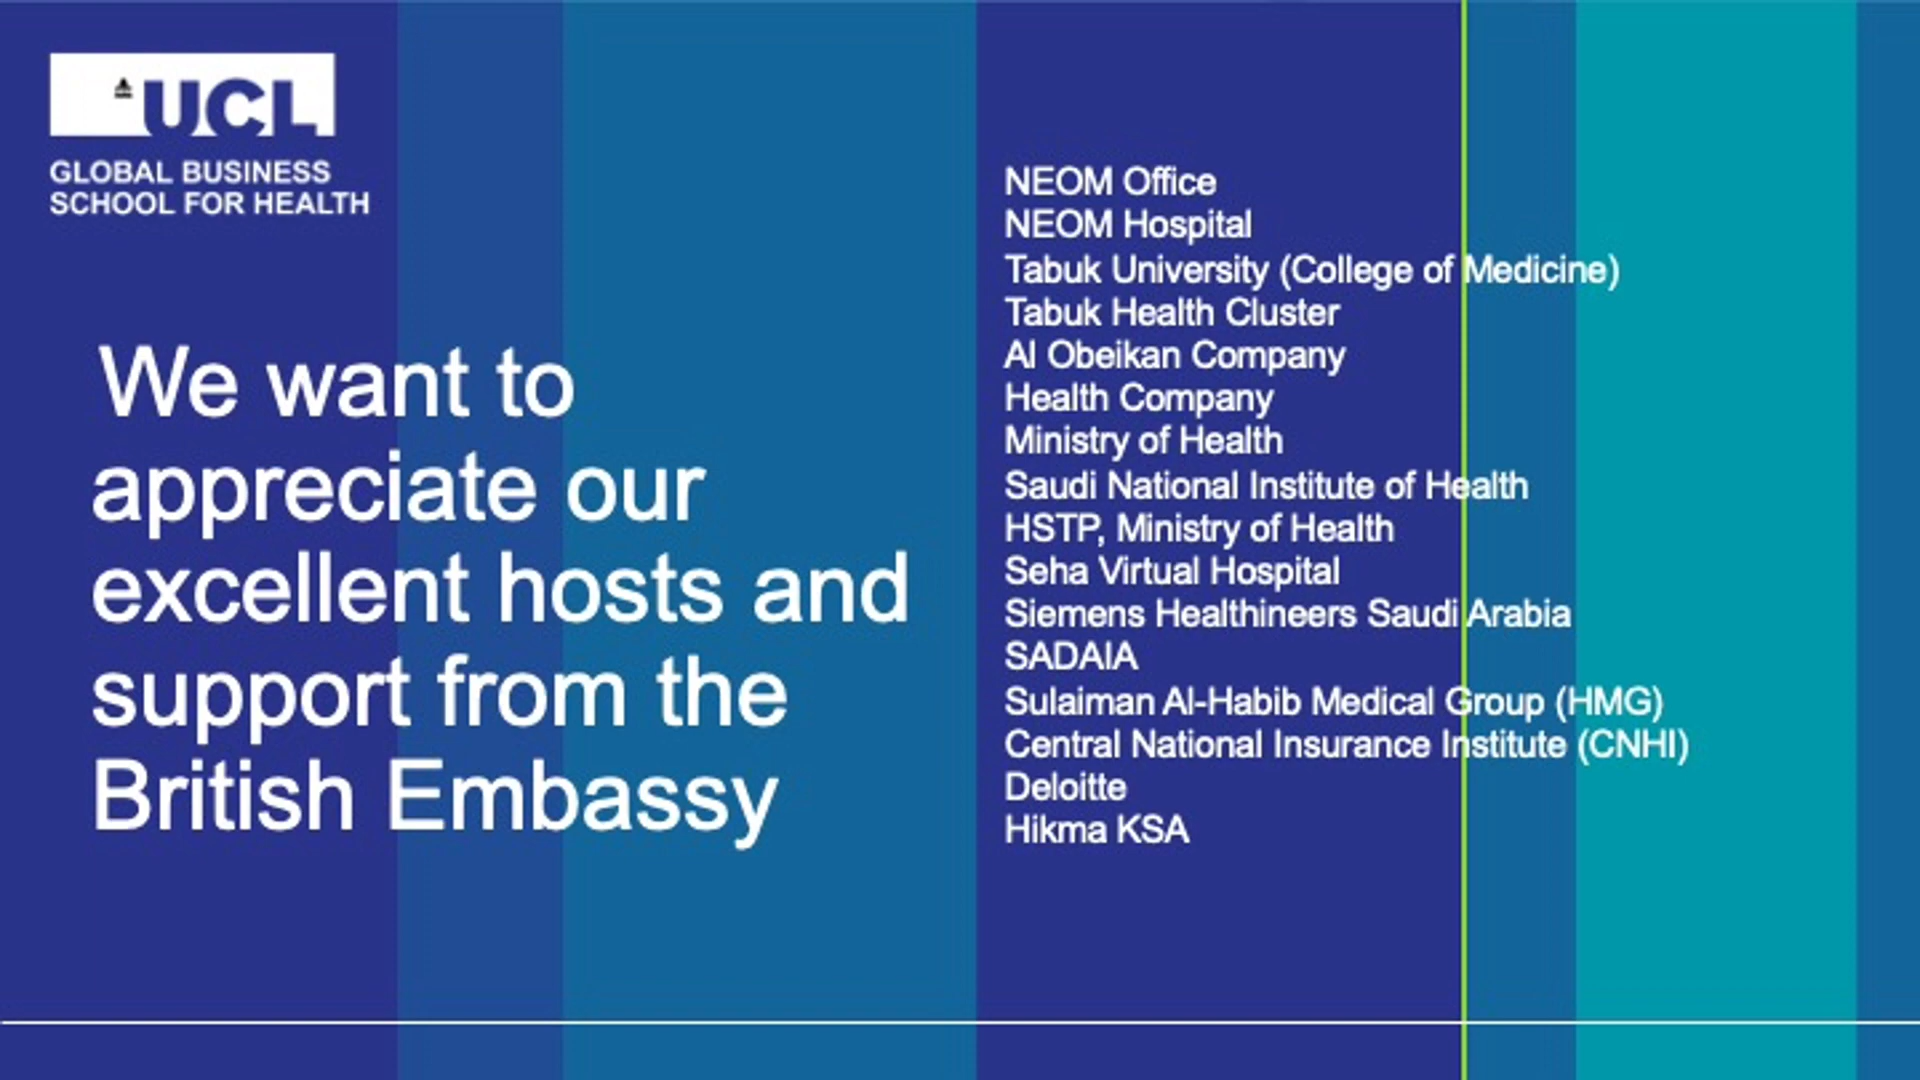 UCL
GLOBAL BUSINESS
SCHOOL FOR HEALTH
We want to
appreciate our
excellent hosts and
support from the
British Embassy
NEOM Office
NEOM Hospital
Tabuk University (College of Medicine)
Tabuk Health Cluster
Al Obeikan Company
Health Company
Ministry of Health
Saudi National Institute of Health
HSTP, Ministry of Health
Seha Virtual Hospital
Siemens Healthineers Saudi Arabia
SADAIA
Sulaiman Al-Habib Medical Group (HMG)
Central National Insurance Institute (CNHI)
Deloitte
Hikma KSA